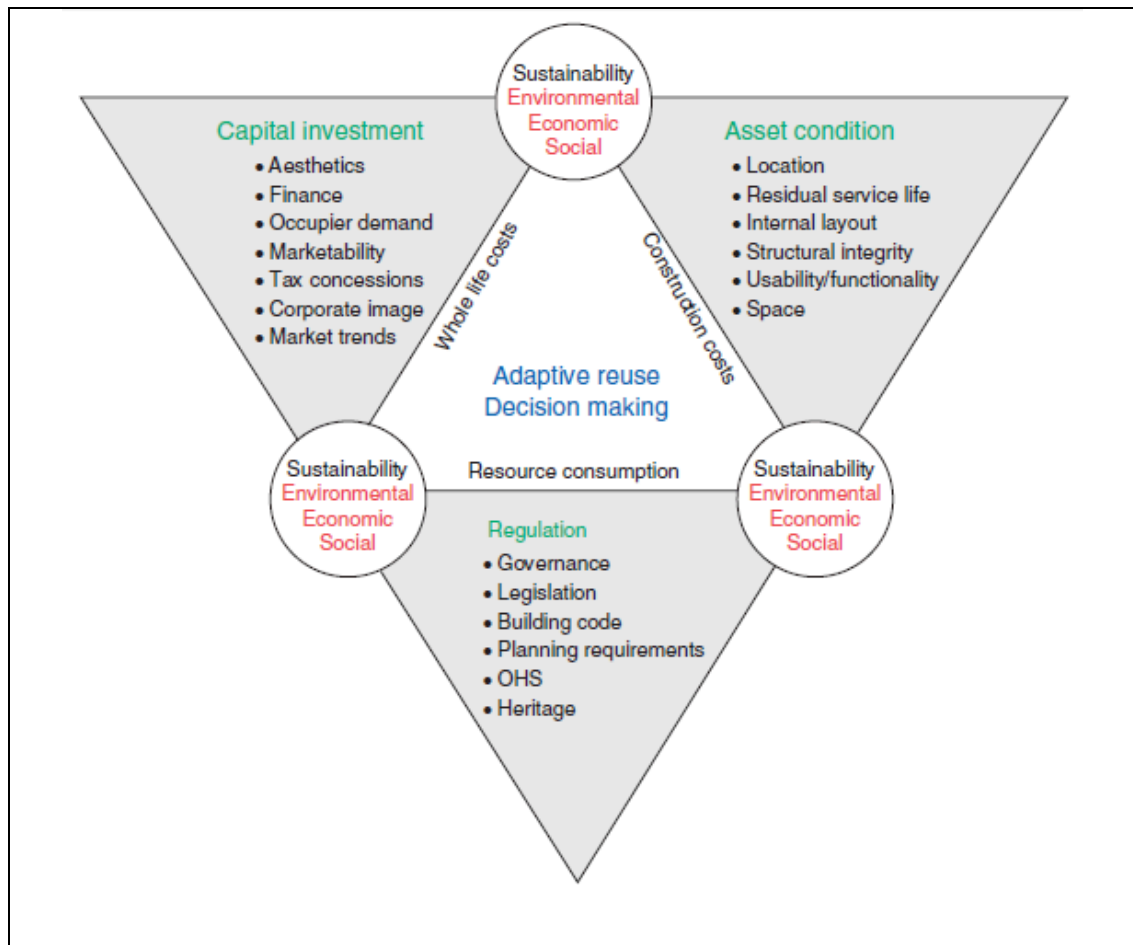 Sustainability
Environmental
Economic
Social
Capital investment
• Aesthetics
• Finance
• Occupier demand
• Marketability
• Tax concessions
• Corporate image
• Market trends
Asset condition
• Location
• Residual service life
• Internal layout
• Structural integrity
• Usability/functionality
• Space
Whole life costs
Construction costs
Adaptive reuse
Decision making
Sustainability
Environmental
Economic
Social
Resource consumption
Sustainability
Environmental
Economic
Social
Regulation
• Governance
• Legislation
• Building code
• Planning requirements
• OHS
• Heritage